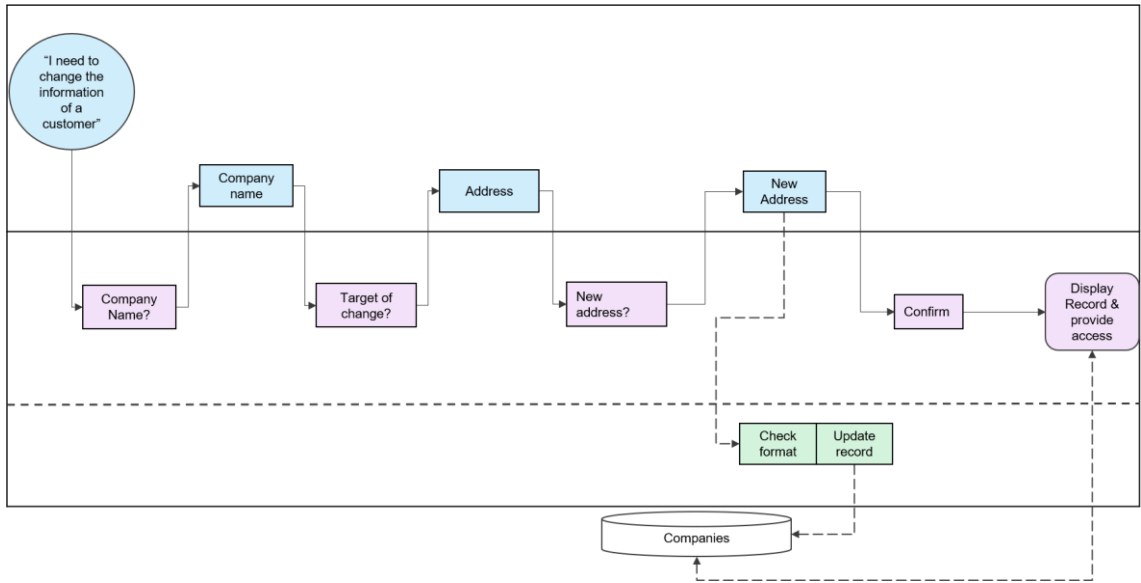 “I need to
change the
information
of a
customer”
Company
name
Address
New
Address
Company
Name?
Target of
change?
New
address?
Confirm
Display
Record &
provide
access
Check
format
Update
record
Companies